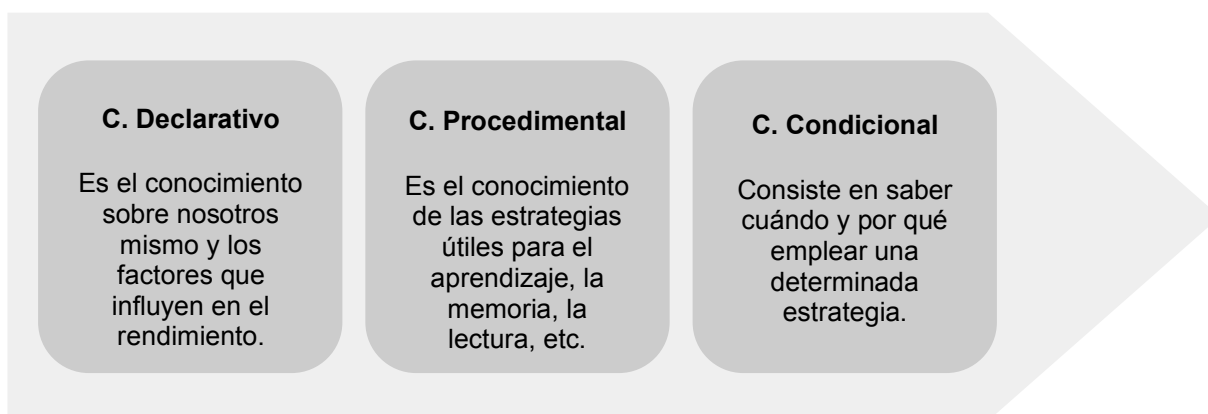 C. Declarativo
Es el conocimiento
sobre nosotros
mismo y los
factores que
influyen en el
rendimiento.
C. Procedimental
Es el conocimiento
de las estrategias
útiles para el
aprendizaje, la
memoria, la
lectura, etc.
C. Condicional
Consiste en saber
cuándo y por qué
emplear una
determinada
estrategia.